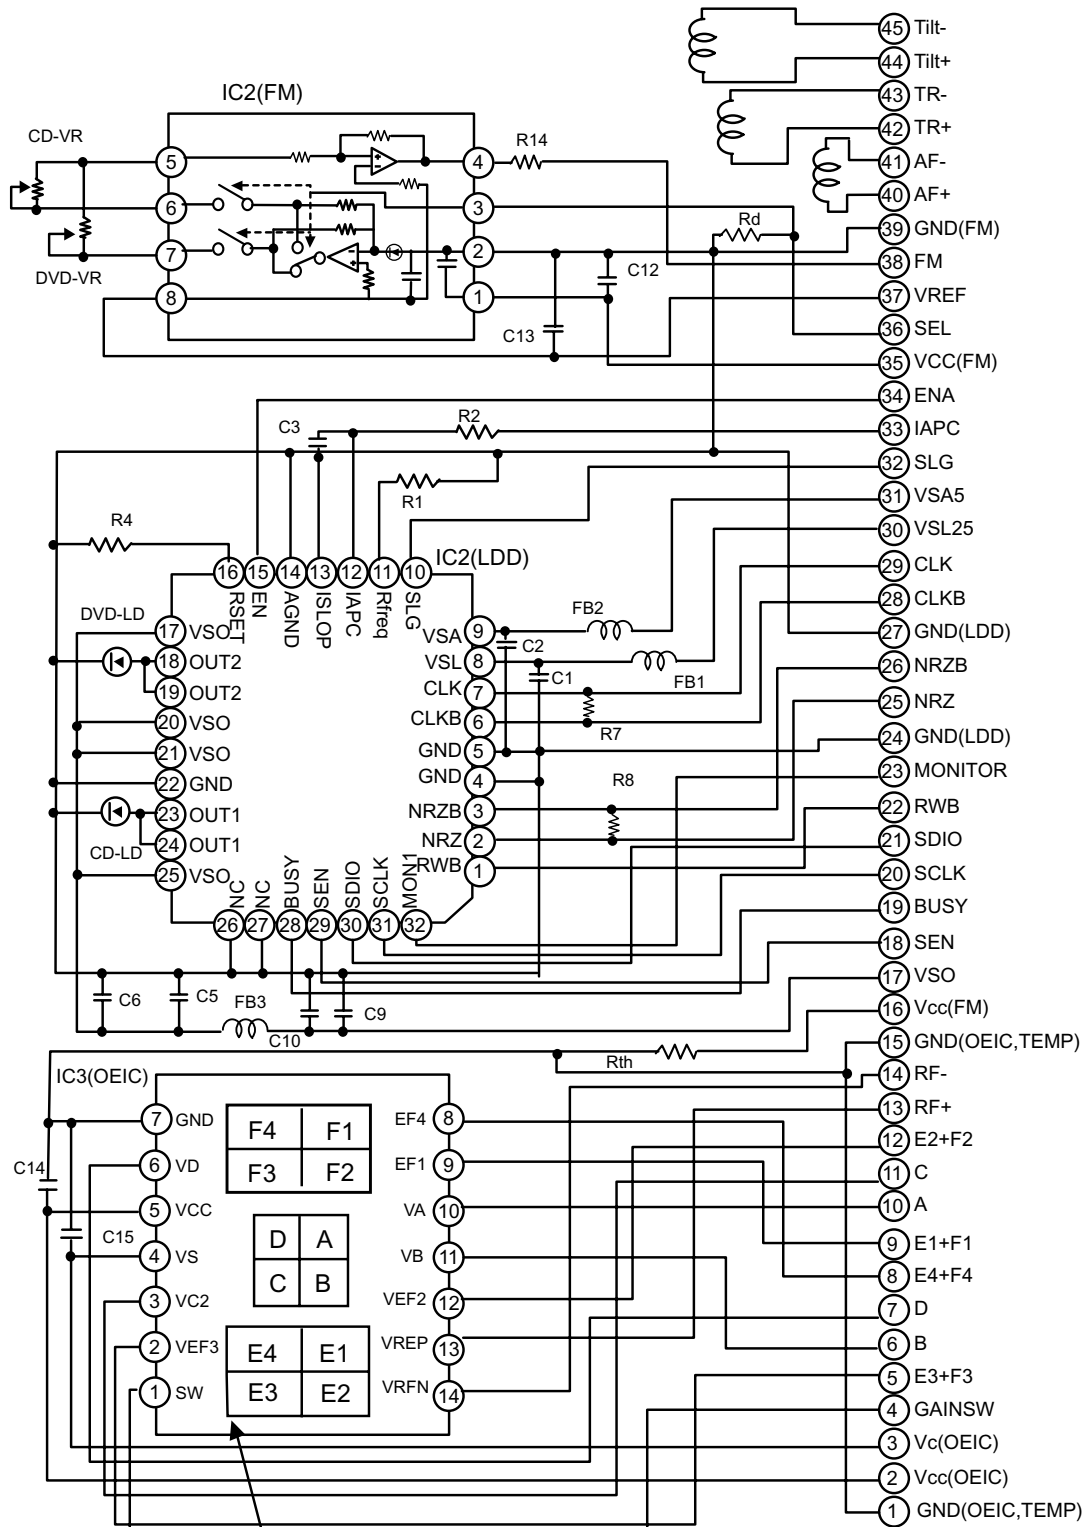 45 Tilt-
44 Tilt+
43 TR-
42 TR+
41 AF-
40 AF+
39 GND(FM)
38 FM
37 VREF
36 SEL
35 VCC(FM)
34 ENA
33 IAPC
32 SLG
31 VSA5
30 VSL25
29 CLK
28 CLKB
27 GND(LDD)
26 NRZB
25 NRZ
24 GND(LDD)
23 MONITOR
22 RWB
21 SDIO
20 SCLK
19 BUSY
18 SEN
17 VSO
16 Vcc(FM)
15 GND(OEIC,TEMP)
14 RF-
13 RF+
12 E2+F2
11 C
10 A
9 E1+F1
8 E4+F4
7 D
6 B
5 E3+F3
4 GAINSW
3 Vc(OEIC)
2 Vcc(OEIC)
1 GND(OEIC,TEMP)
IC2(FM)
CD-VR
DVD-VR
5
6
7
8
4
3
2
1
R14
Rd
C12
C13
C3
R2
R1
R4
IC2(LDD)
16 RSET
15 EN
14 AGND
13 ISLOP
12 IAPC
11 Rfreq
10 SLG
DVD-LD
17 VSO
18 OUT2
19 OUT2
20 VSO
21 VSO
22 GND
23 OUT1
24 OUT1
25 VSO
CD-LD
VSA 9
VSL 8
CLK 7
CLKB 6
GND 5
GND 4
NRZB 3
NRZ 2
RWB 1
FB2
C2
C1
FB1
R7
R8
26 NC
27 NC
28 BUSY
29 SEN
30 SDIO
31 SCLK
32 MON1
C6
C5
FB3
C10
C9
Rth
IC3(OEIC)
7 GND
6 VD
5 VCC
4 VS
3 VC2
2 VEF3
1 SW
C14
C15
F4 F1
F3 F2
D A
C B
E4 E1
E3 E2
EF4 8
EF1 9
VA 10
VB 11
VEF2 12
VREP 13
VRFN 14